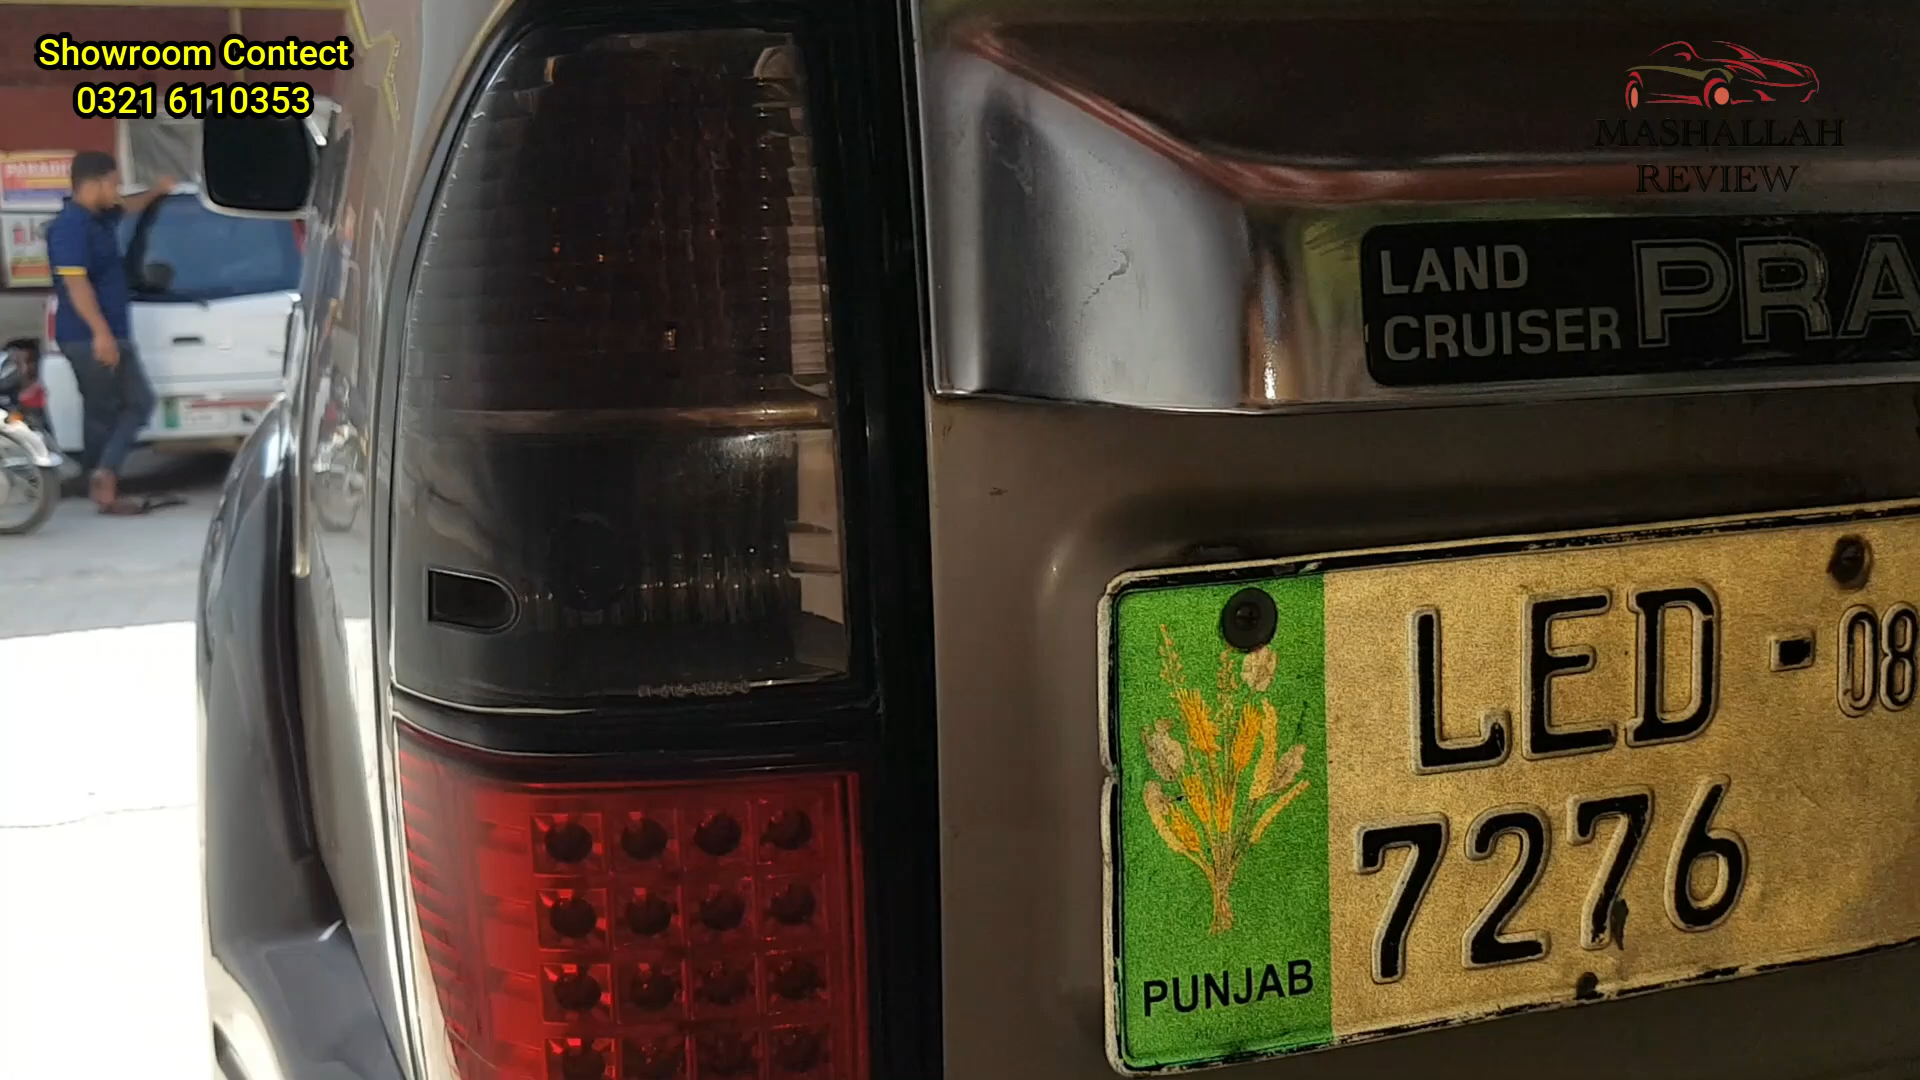 Showroom Contect
0321 6110353
MASHALLAH
REVIEW
LAND
CRUISER PRA
LED - 08
7276
PUNJAB